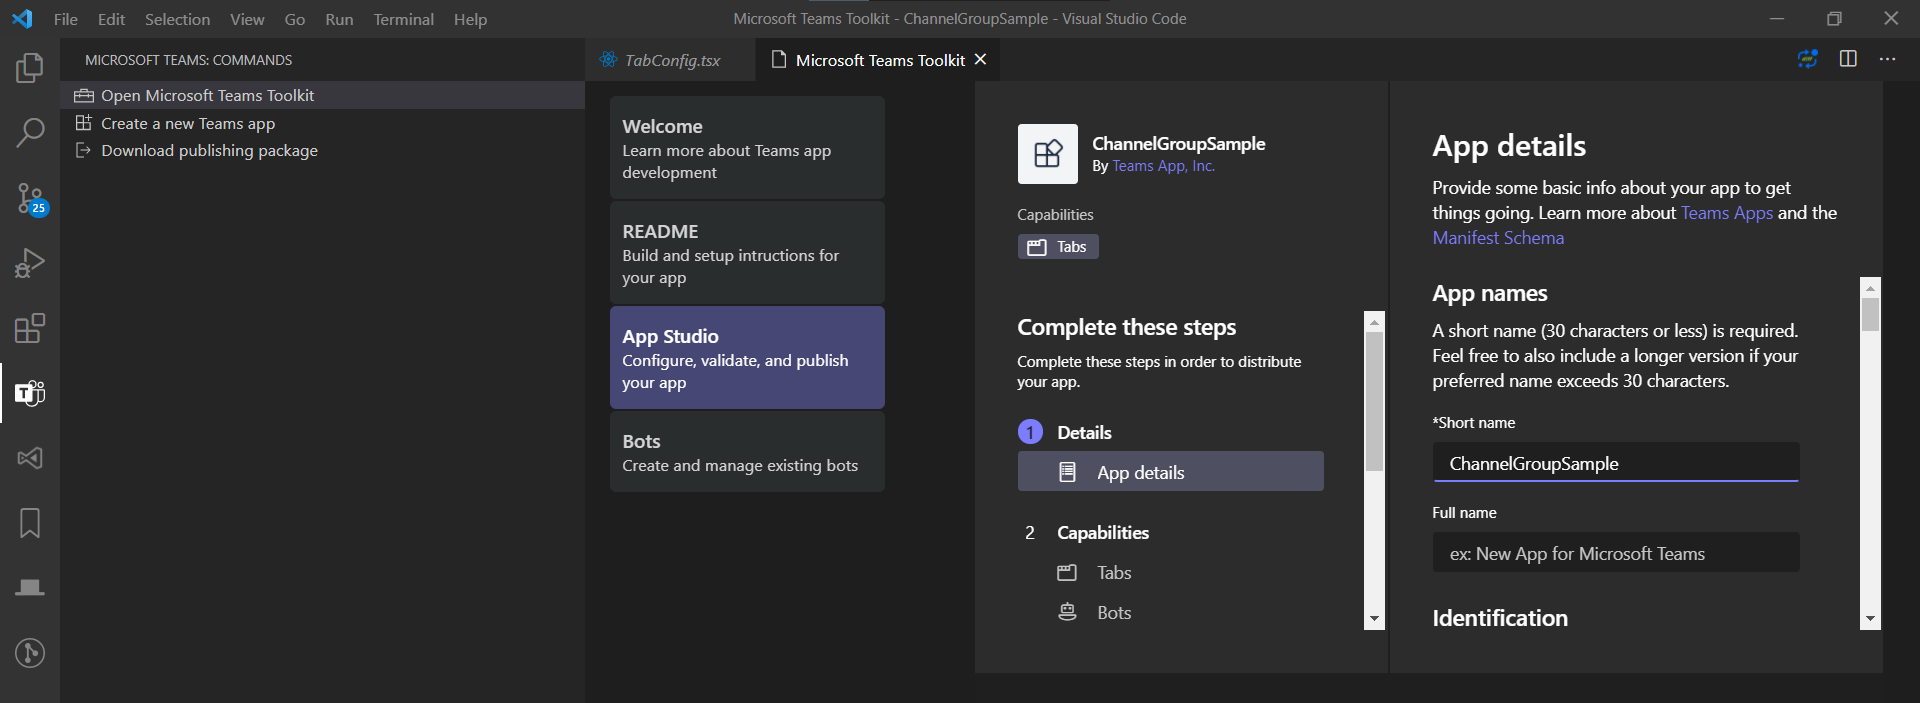 File Edit Selection View Go Run Terminal Help
Microsoft Teams Toolkit - ChannelGroupSample - Visual Studio Code
MICROSOFT TEAMS: COMMANDS
Open Microsoft Teams Toolkit
Create a new Teams app
Download publishing package
25
T
TabConfig.tsx
Microsoft Teams Toolkit
Welcome
Learn more about Teams app
development
README
Build and setup intructions for
your app
App Studio
Configure, validate, and publish
your app
Bots
Create and manage existing bots
ChannelGroupSample
By Teams App, Inc.
Capabilities
Tabs
Complete these steps
Complete these steps in order to distribute
your app.
1 Details
App details
2 Capabilities
Tabs
Bots
App details
Provide some basic info about your app to get
things going. Learn more about Teams Apps and the
Manifest Schema
App names
A short name (30 characters or less) is required.
Feel free to also include a longer version if your
preferred name exceeds 30 characters.
*Short name
ChannelGroupSample
Full name
ex: New App for Microsoft Teams
Identification